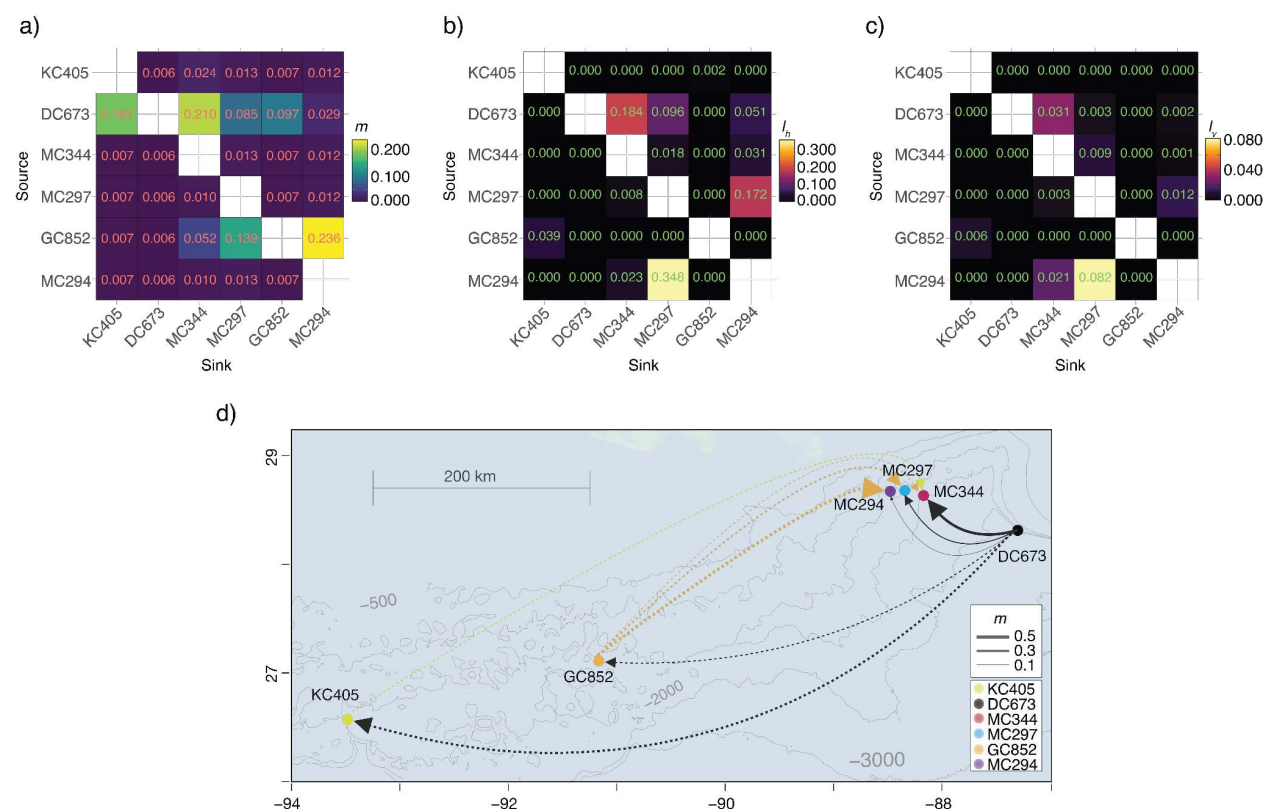 a)
KC405 0.006 0.024 0.013 0.007 0.012
DC673 0.210 0.085 0.097 0.029
MC344 0.007 0.006 0.013 0.007 0.012
MC297 0.007 0.006 0.010 0.007 0.012
GC852 0.007 0.006 0.052 0.139 0.236
MC294 0.007 0.006 0.010 0.013 0.007
KC405 DC673 MC344 MC297 GC852 MC294
Source
Sink
m
0.200
0.100
0.000
b)
KC405 0.000 0.000 0.000 0.002 0.000
DC673 0.000 0.184 0.096 0.000 0.051
MC344 0.000 0.000 0.018 0.000 0.031
MC297 0.000 0.000 0.008 0.000 0.172
GC852 0.039 0.000 0.000 0.000 0.000
MC294 0.000 0.000 0.023 0.348 0.000
KC405 DC673 MC344 MC297 GC852 MC294
Source
Sink
lh
0.300
0.200
0.100
0.000
c)
KC405 0.000 0.000 0.000 0.000 0.000
DC673 0.000 0.031 0.003 0.000 0.002
MC344 0.000 0.000 0.009 0.000 0.001
MC297 0.000 0.000 0.003 0.000 0.012
GC852 0.006 0.000 0.000 0.000 0.000
MC294 0.000 0.000 0.021 0.082 0.000
KC405 DC673 MC344 MC297 GC852 MC294
Source
Sink
lv
0.080
0.040
0.000
d)
29
27
200 km
MC297
MC294
MC344
DC673
−500
GC852
−2000
KC405
−3000
m
0.5
0.3
0.1
KC405
DC673
MC344
MC297
GC852
MC294
−94 −92 −90 −88